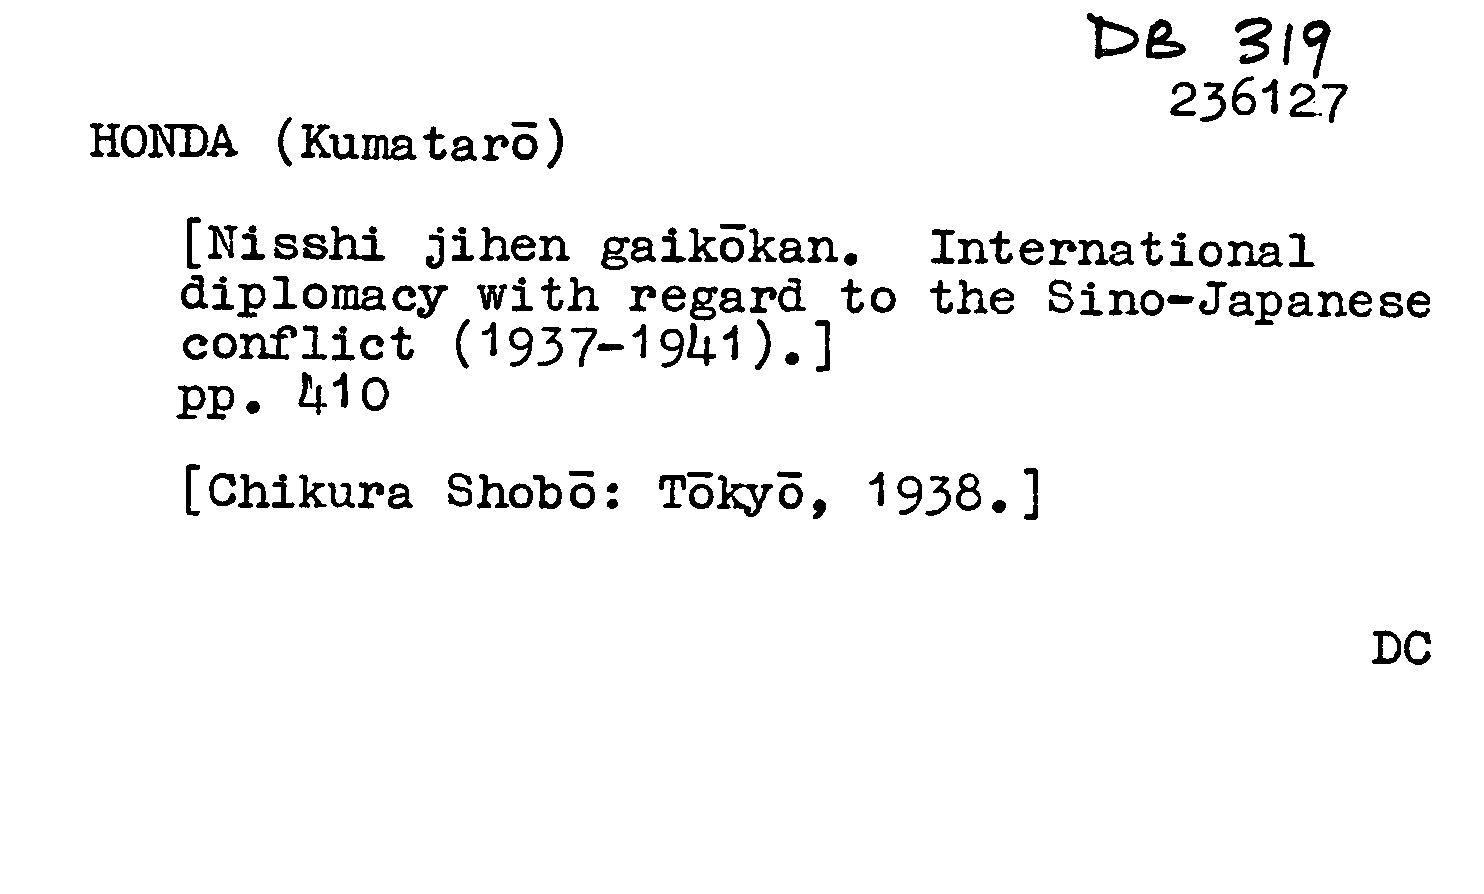 DB 319
236127
HONDA (Kumatarō)
[Nisshi jihen gaikōkan. International
diplomacy with regard to the Sino-Japanese
conflict (1937-1941).]
pp. 410
[Chikura Shobō: Tōkyō, 1938.]
DC